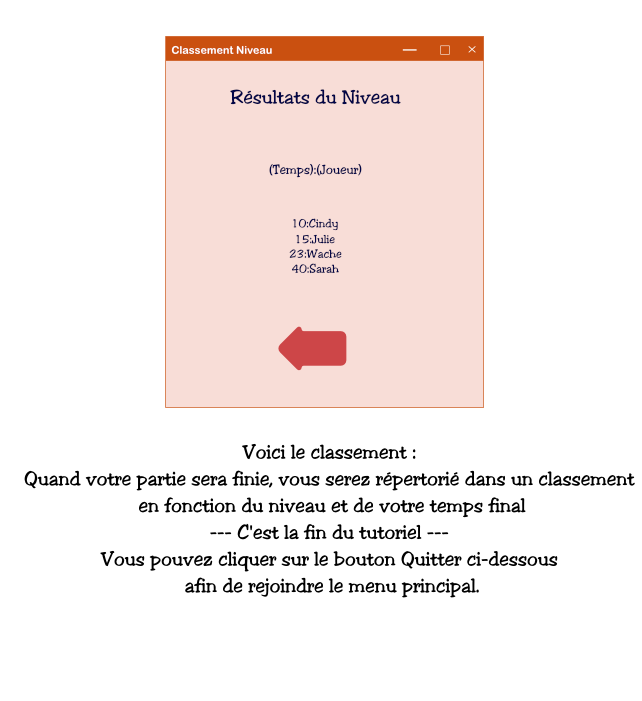 Classement Niveau
Résultats du Niveau
(Temps):(Joueur)
10:Cindy
15:Julie
23:Wache
40:Sarah
Voici le classement :
Quand votre partie sera finie, vous serez répertorié dans un classement
en fonction du niveau et de votre temps final
--- C'est la fin du tutoriel ---
Vous pouvez cliquer sur le bouton Quitter ci-dessous
afin de rejoindre le menu principal.